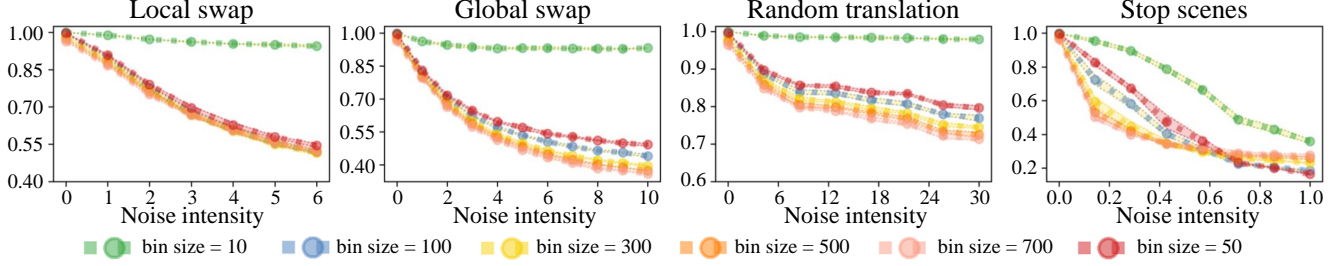 Local swap Global swap Random translation Stop scenes
1.00 1.00 1.0 1.0
0.85 0.85 0.9 0.8
0.70 0.70 0.8 0.6
0.55 0.55 0.7 0.4
0.40 0.40 0.6 0.2
0 1 2 3 4 5 6 0 2 4 6 8 10 0 6 12 18 24 30 0.0 0.2 0.4 0.6 0.8 1.0
Noise intensity Noise intensity Noise intensity Noise intensity
bin size = 10 bin size = 100 bin size = 300 bin size = 500 bin size = 700 bin size = 50